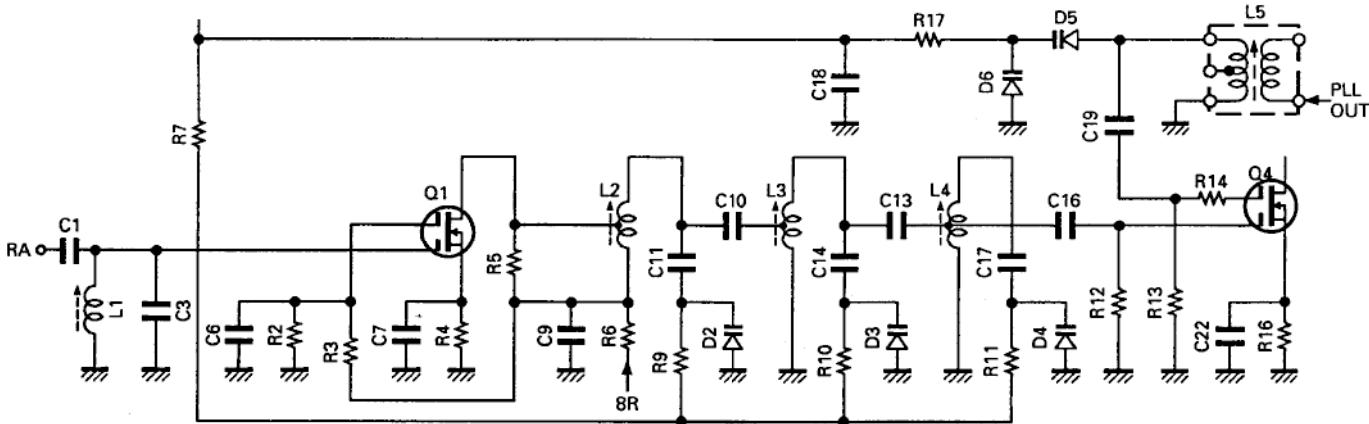 R17
D5
L5
C18
D6
C19
PLL
OUT
R7
Q1
L2
C10
L3
C13
L4
C16
R14
Q4
C1
RA
R5
C11
C14
C17
L1
C3
C6
R2
R3
C7
R4
C9
R6
R9
D2
R10
D3
R11
D4
R12
R13
C22
R16
8R